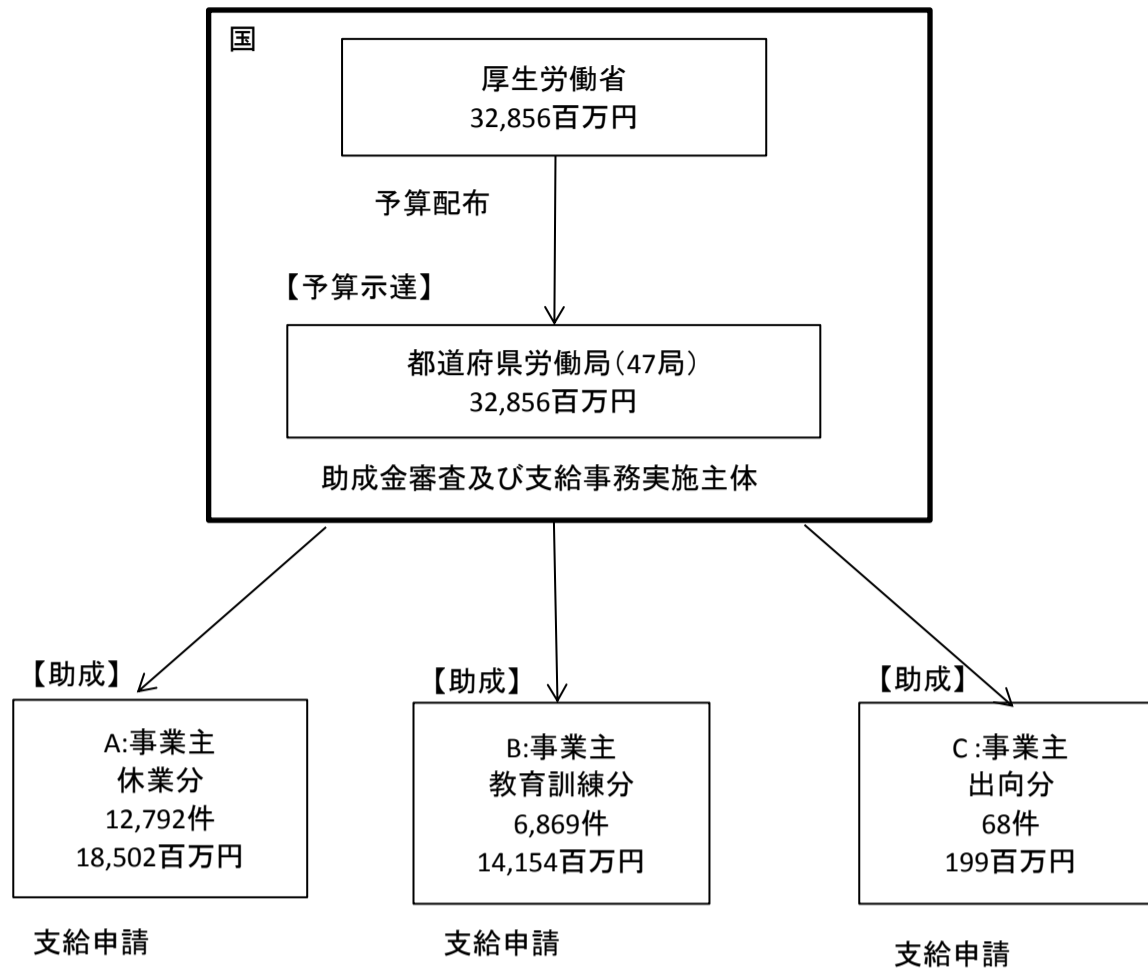 国
厚生労働省
32,856百万円
予算配布
【予算示達】
都道府県労働局(47局)
32,856百万円
助成金審査及び支給事務実施主体
【助成】
A:事業主
休業分
12,792件
18,502百万円
支給申請
【助成】
B:事業主
教育訓練分
6,869件
14,154百万円
支給申請
【助成】
C:事業主
出向分
68件
199百万円
支給申請